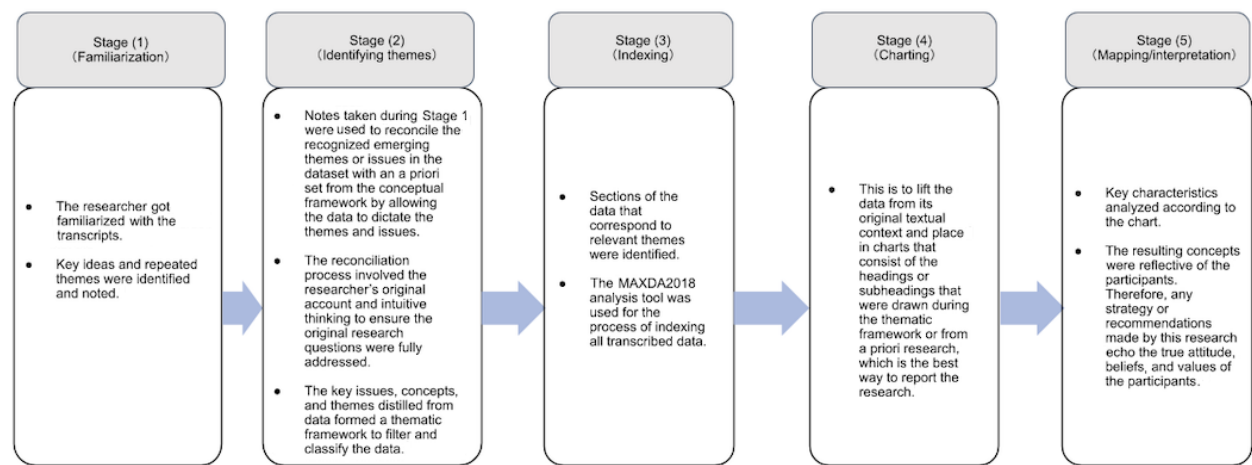 Stage (1)
(Familiarization)
Stage (2)
(Identifying themes)
Stage (3)
(Indexing)
Stage (4)
(Charting)
Stage (5)
(Mapping/interpretation)
• The researcher got
familiarized with the
transcripts.
• Key ideas and repeated
themes were identified
and noted.
• Notes taken during Stage 1
were used to reconcile the
recognized emerging
themes or issues in the
dataset with an a priori
set from the conceptual
framework by allowing
the data to dictate the
themes and issues.
• The reconciliation
process involved the
researcher's original
account and intuitive
thinking to ensure the
original research
questions were fully
addressed.
• The key issues, concepts,
and themes distilled from
data formed a thematic
framework to filter and
classify the data.
• Sections of the
data that
correspond to
relevant themes
were identified.
• The MAXDA2018
analysis tool was
used for the
process of indexing
all transcribed data.
• This is to lift the
data from its
original textual
context and place
in charts that
consist of the
headings or
subheadings that
were drawn during
the thematic
framework or from
a priori research,
which is the best
way to report the
research.
• Key characteristics
analyzed according to
the chart.
• The resulting concepts
were reflective of the
participants.
Therefore, any
strategy or
recommendations
made by this research
echo the true attitude,
beliefs, and values of
the participants.